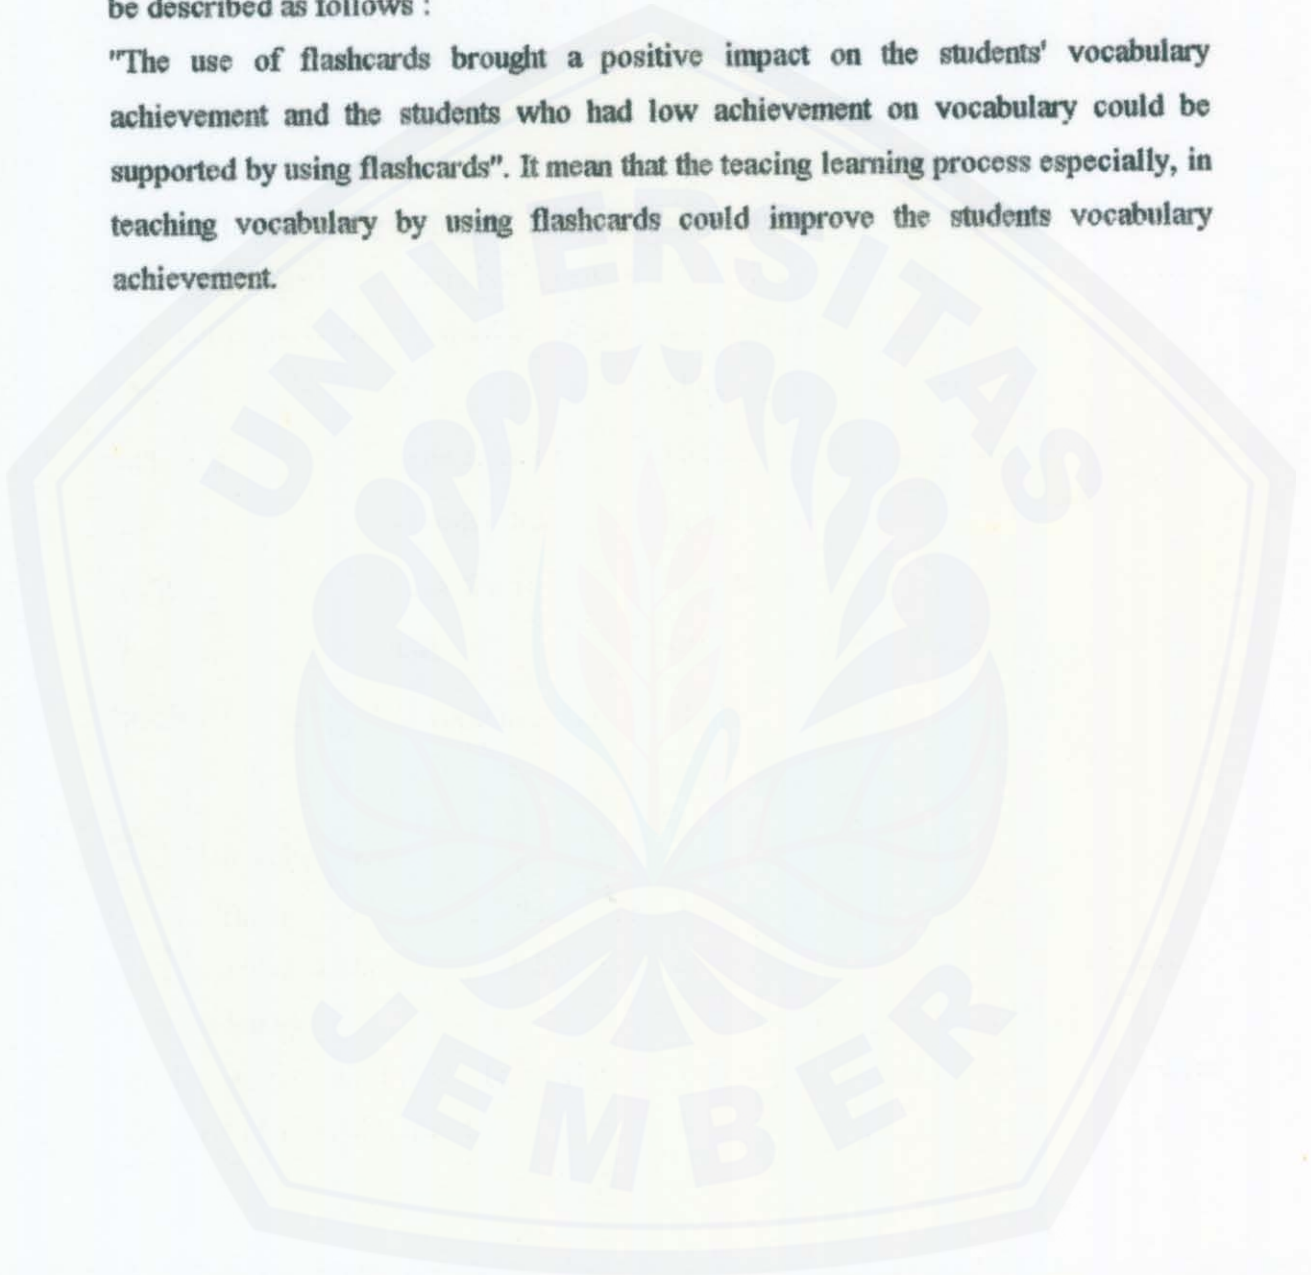 be described as follows :
"The use of flashcards brought a positive impact on the students' vocabulary
achievement and the students who had low achievement on vocabulary could be
supported by using flashcards". It mean that the teacing learning process especially, in
teaching vocabulary by using flashcards could improve the students vocabulary
achievement.
UNIVERSITAS
JEMBER